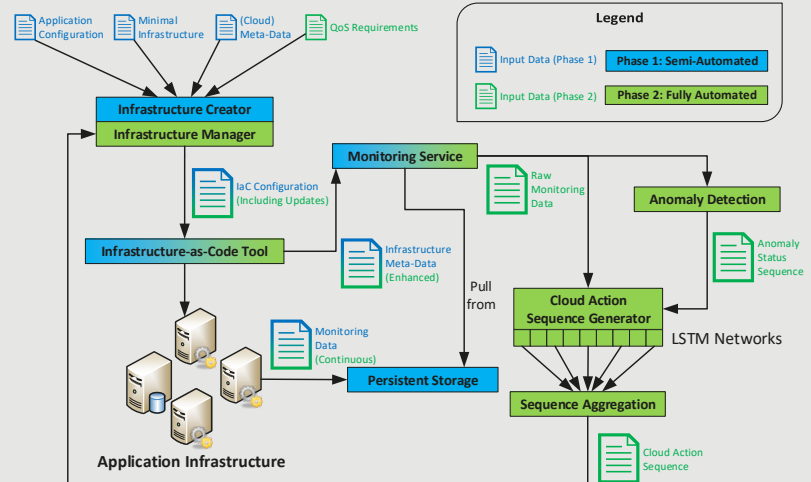 Application
Configuration
Minimal
Infrastructure
(Cloud)
Meta-Data
QoS Requirements
Legend
Input Data (Phase 1)
Phase 1: Semi-Automated
Input Data (Phase 2)
Phase 2: Fully Automated
Infrastructure Creator
Infrastructure Manager
Monitoring Service
IaC Configuration
(Including Updates)
Raw
Monitoring
Data
Anomaly Detection
Infrastructure-as-Code Tool
Infrastructure
Meta-Data
(Enhanced)
Anomaly
Status
Sequence
Pull
from
Cloud Action
Sequence Generator
LSTM Networks
Monitoring
Data
(Continuous)
Persistent Storage
Sequence Aggregation
Application Infrastructure
Cloud Action
Sequence